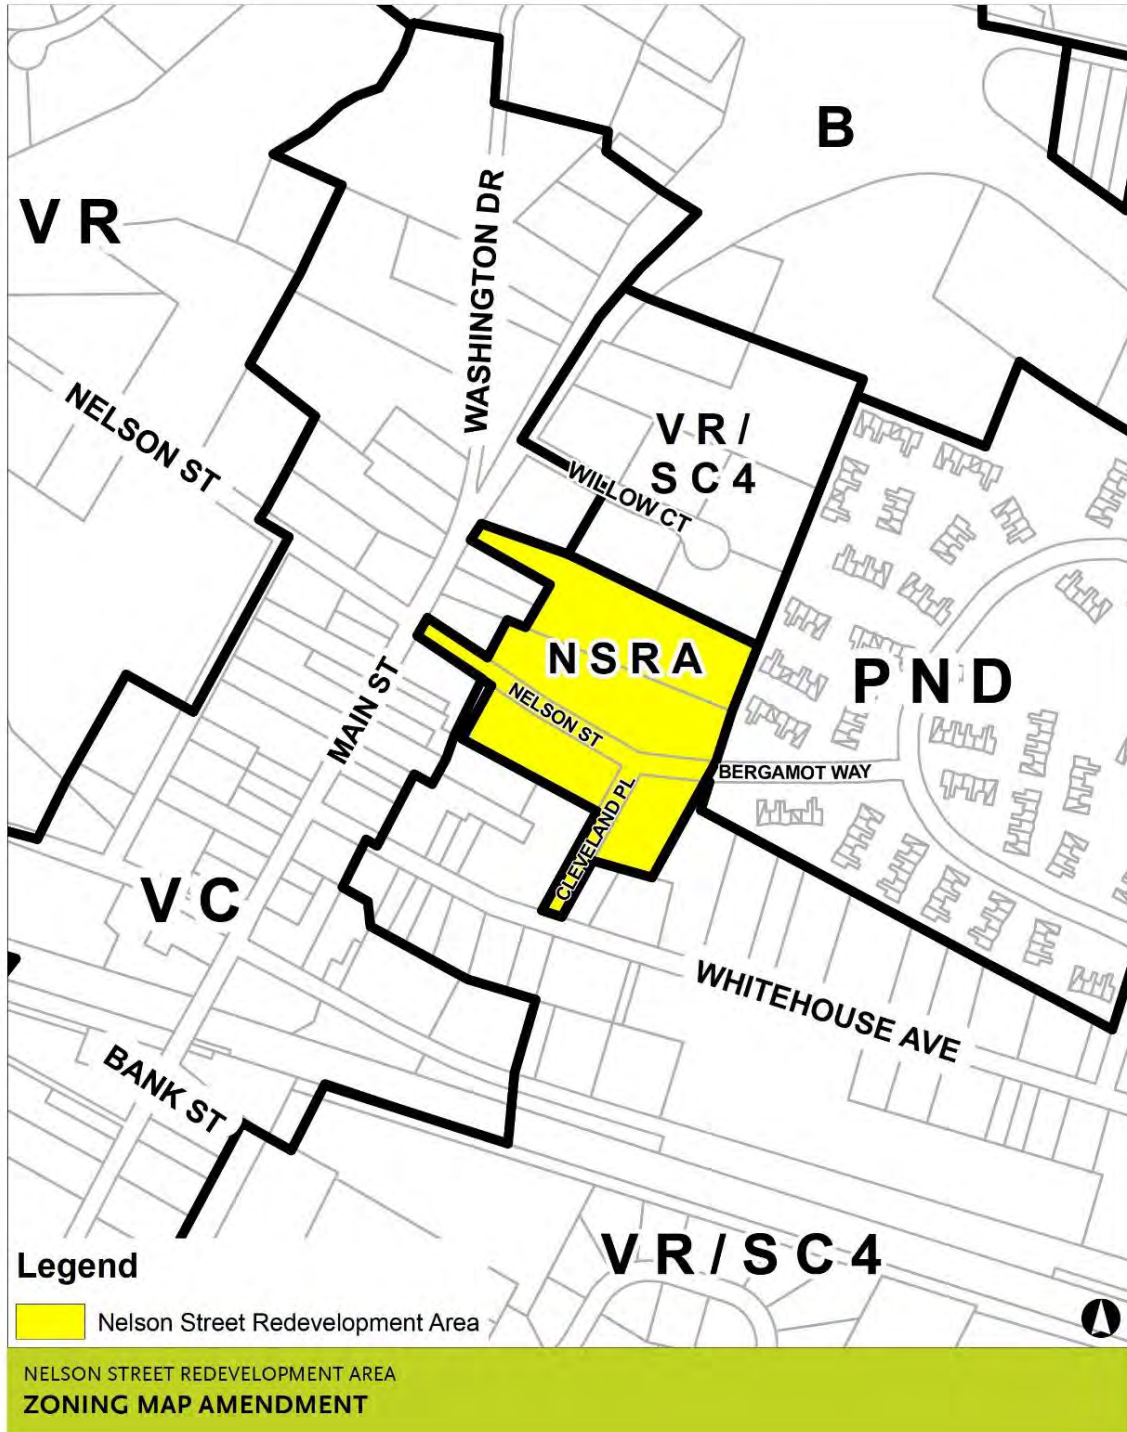 B
V R
WASHINGTON DR
NELSON ST
V R /
S C 4
WILLOW CT
N S R A
P N D
NELSON ST
MAIN ST
BERGAMOT WAY
CLEVELAND PL
V C
WHITEHOUSE AVE
BANK ST
V R / S C 4
Legend
Nelson Street Redevelopment Area
NELSON STREET REDEVELOPMENT AREA
ZONING MAP AMENDMENT